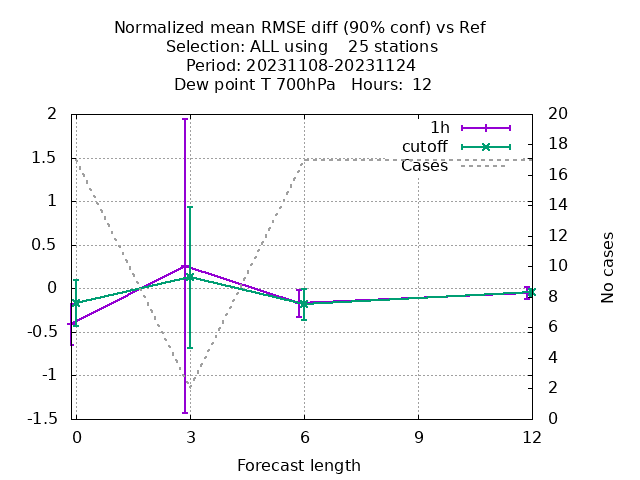 Normalized mean RMSE diff (90% conf) vs Ref
Selection: ALL using    25 stations
Period: 20231108-20231124
Dew point T 700hPa   Hours:  12
2
1.5
1
0.5
0
-0.5
-1
-1.5
20
18
16
14
12
10
8
6
4
2
0
1h
cutoff
Cases
No cases
0 3 6 9 12
Forecast length